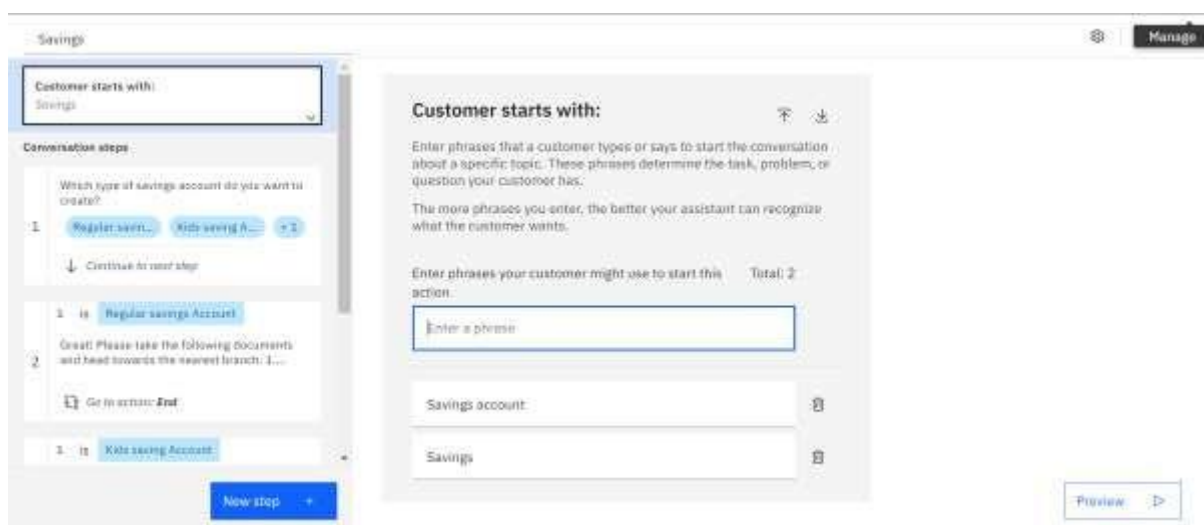 Savings
Manage
Customer starts with:
Savings
Conversation steps
1
Which type of savings account do you want to
create?
Regular savin...
Kids saving A...
+ 1
Continue to next step
2
1 is Regular savings Account
Great! Please take the following documents
and head towards the nearest branch: 1....
Go to action: End
1 is Kids saving Account
New step +
Customer starts with:
Enter phrases that a customer types or says to start the conversation
about a specific topic. These phrases determine the task, problem, or
question your customer has.
The more phrases you enter, the better your assistant can recognize
what the customer wants.
Enter phrases your customer might use to start this
action
Total: 2
Enter a phrase
Savings account
Savings
Preview